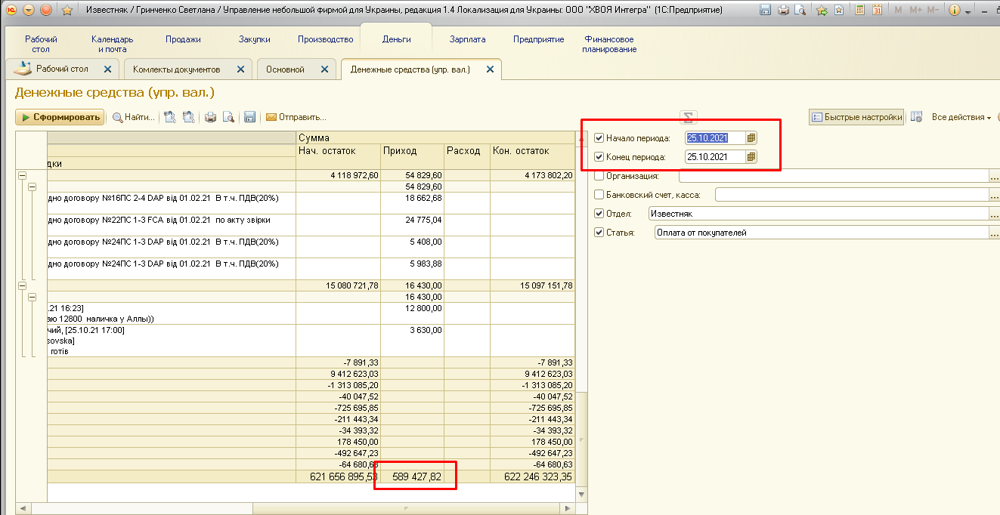 Известняк / Гринченко Светлана / Управление небольшой фирмой для Украины, редакция 1.4 Локализация для Украины: ООО "ХВОЯ Интегра" (1С:Предприятие)
M M+ M-
Рабочий стол
Календарь и почта
Продажи
Закупки
Производство
Деньги
Зарплата
Предприятие
Финансовое планирование
Рабочий стол
Комлекты документов
Основной
Денежные средства (упр. вал.)
Денежные средства (упр. вал.)
Сформировать
Найти...
Отправить...
Σ
Быстрые настройки
Все действия
Начало периода: 25.10.2021
Конец периода: 25.10.2021
Организация:
Банковский счет, касса:
Отдел: Известняк
Статья: Оплата от покупателей
Сумма
Нач. остаток Приход Расход Кон. остаток
дки
4 118 972,60 54 829,60 4 173 802,20
54 829,60
дно договору №16ПС 2-4 DAP від 01.02.21 В т.ч. ПДВ(20%) 18 662,68
дно договору №22ПС 1-3 FCA від 01.02.21 по акту звірки 24 775,04
дно договору №24ПС 1-3 DAP від 01.02.21 В т.ч. ПДВ(20%) 5 408,00
дно договору №24ПС 1-3 DAP від 01.02.21 В т.ч. ПДВ(20%) 5 983,88
15 080 721,78 16 430,00 15 097 151,78
16 430,00
.21 16:23] 12 800,00
аю 12800 наличка у Аллы))
чий, [25.10.21 17:00] 3 630,00
sovska]
готів
-7 891,33 -7 891,33
9 412 623,03 9 412 623,03
-1 313 085,20 -1 313 085,20
-40 047,52 -40 047,52
-725 695,85 -725 695,85
-211 443,34 -211 443,34
-34 393,32 -34 393,32
178 450,00 178 450,00
-492 647,23 -492 647,23
-64 680,63 -64 680,63
621 656 895,53 589 427,82 622 246 323,35